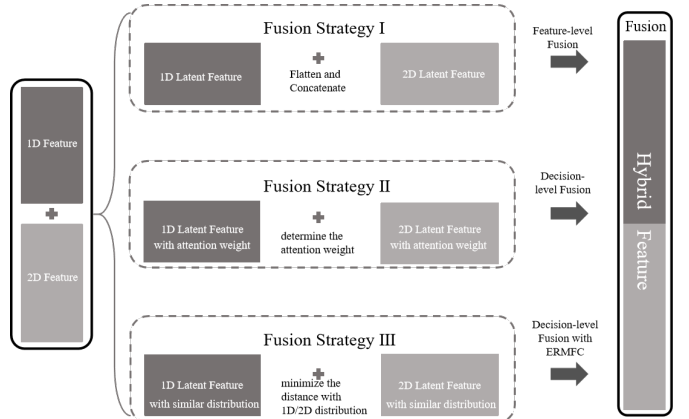 1D Feature
2D Feature
Fusion Strategy I
1D Latent Feature
Flatten and
Concatenate
2D Latent Feature
Feature-level
Fusion
Fusion Strategy II
1D Latent Feature
with attention weight
determine the
attention weight
2D Latent Feature
with attention weight
Decision-
level Fusion
Fusion Strategy III
1D Latent Feature
with similar distribution
minimize the
distance with
1D/2D distribution
2D Latent Feature
with similar distribution
Decision-level
Fusion with
ERMFC
Fusion
Hybrid Feature